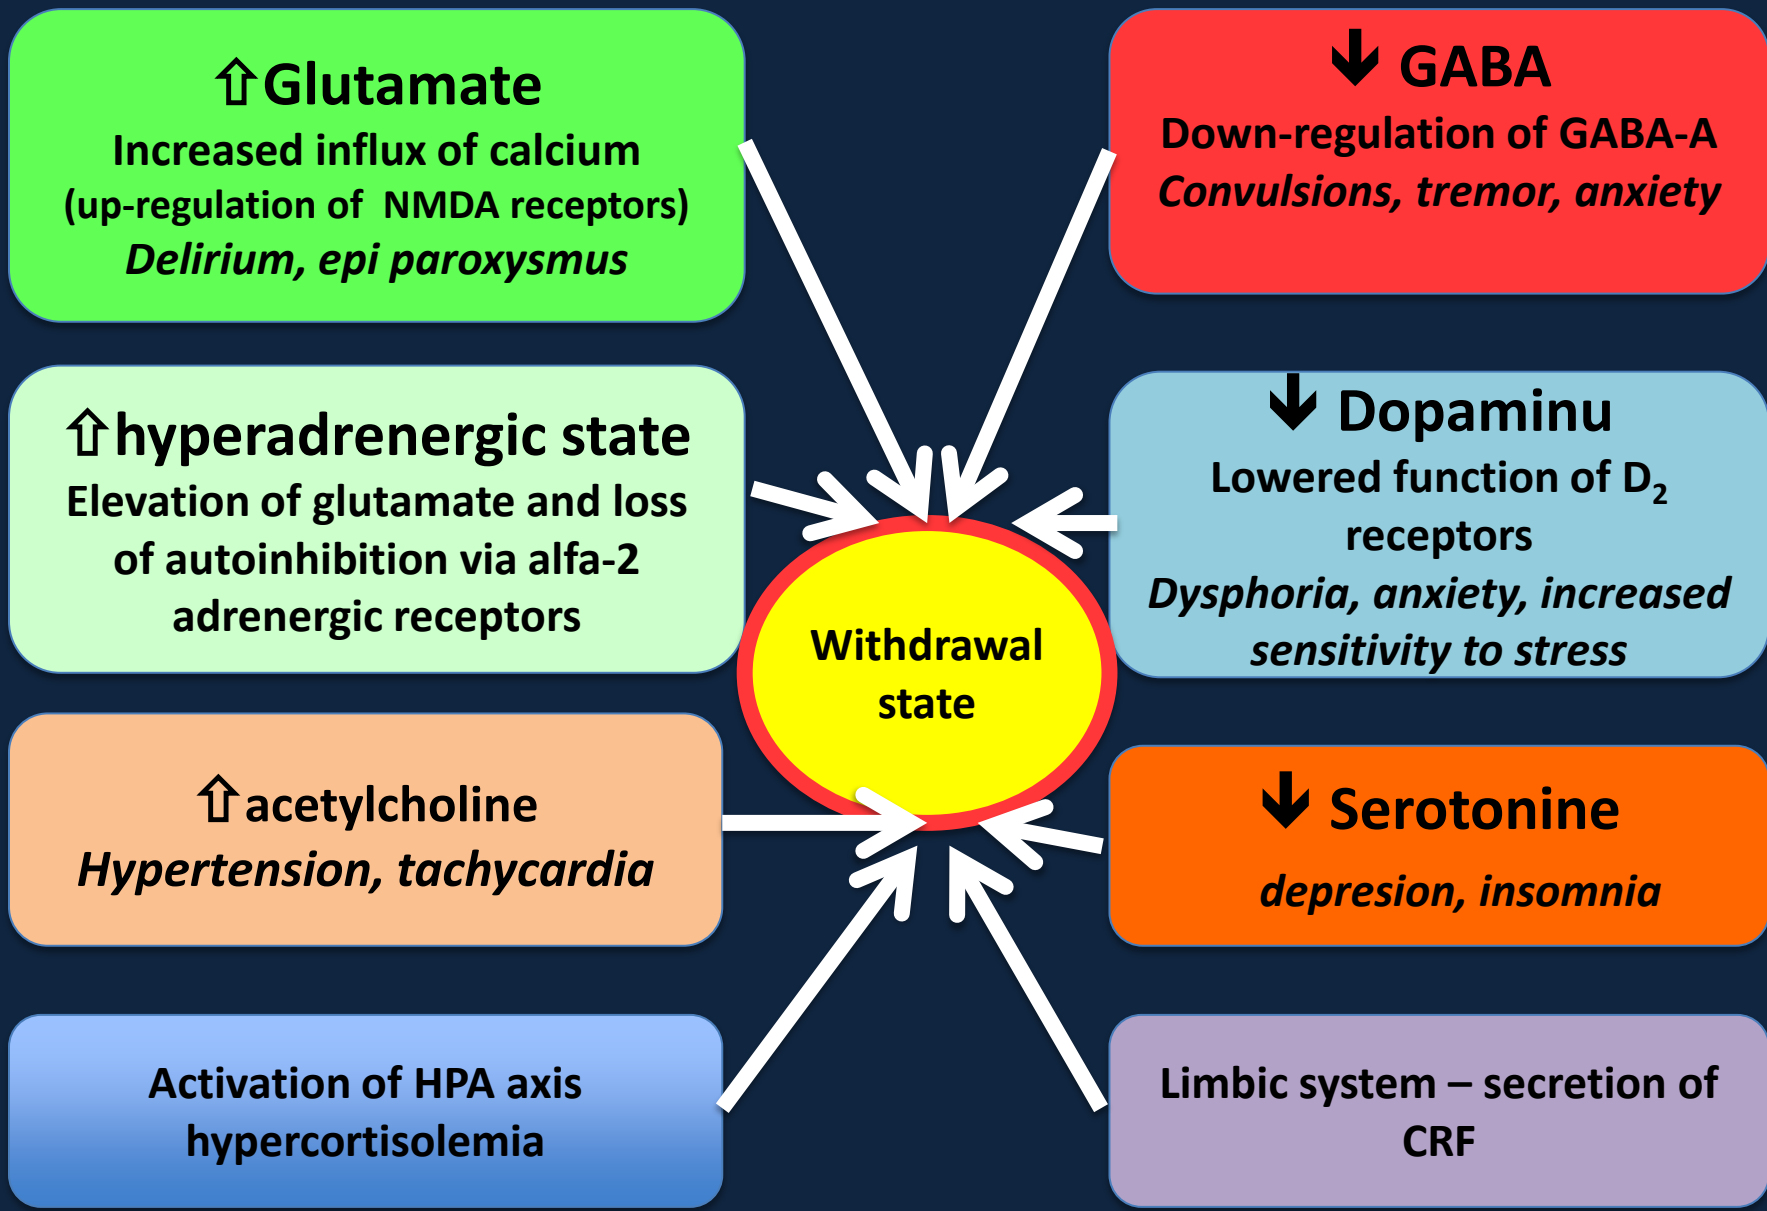 ⇧Glutamate
Increased influx of calcium
(up-regulation of NMDA receptors)
Delirium, epi paroxysmus
🡻 GABA
Down-regulation of GABA-A
Convulsions, tremor, anxiety
⇧hyperadrenergic state
Elevation of glutamate and loss
of autoinhibition via alfa-2
adrenergic receptors
🡻 Dopaminu
Lowered function of D₂
receptors
Dysphoria, anxiety, increased
sensitivity to stress
Withdrawal
state
⇧acetylcholine
Hypertension, tachycardia
🡻 Serotonine
depresion, insomnia
Activation of HPA axis
hypercortisolemia
Limbic system – secretion of
CRF